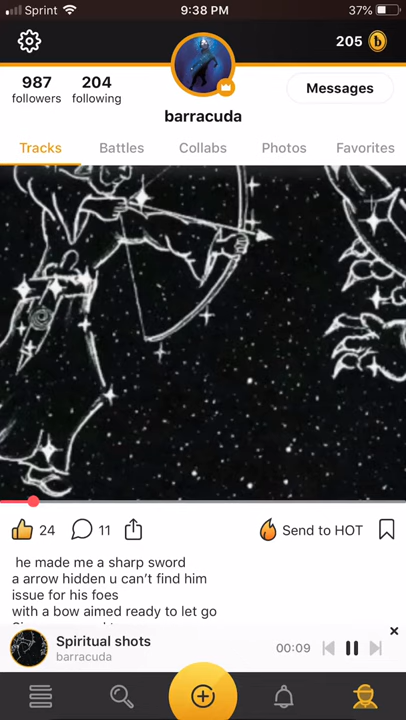 Sprint 9:38 PM 37%
205 b
987 204
followers following
Messages
barracuda
Tracks Battles Collabs Photos Favorites
24 11 Send to HOT
he made me a sharp sword
a arrow hidden u can't find him
issue for his foes
with a bow aimed ready to let go
Spiritual shots
barracuda
00:09